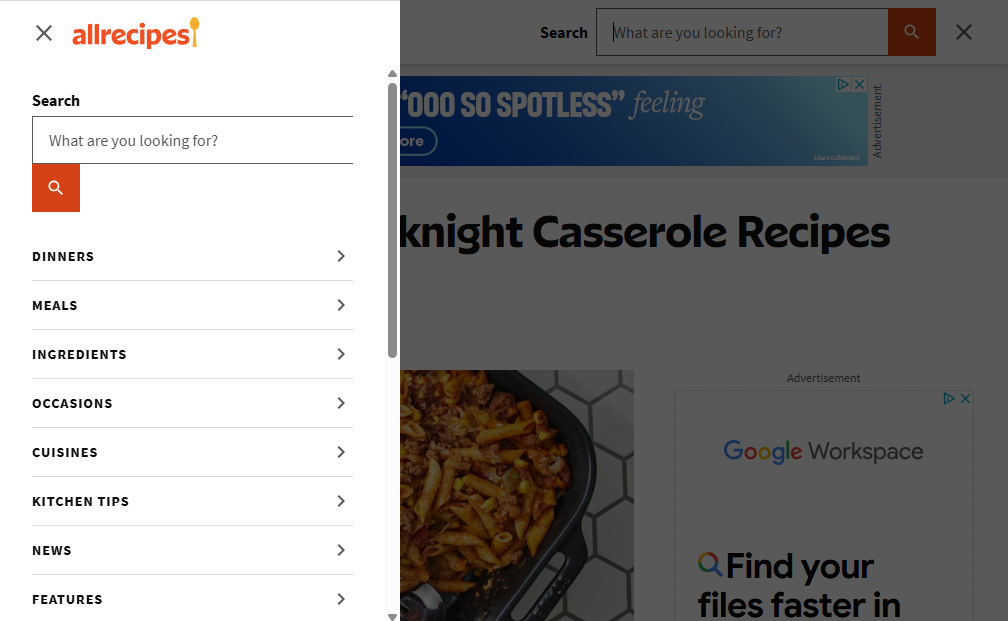 allrecipes
Search
What are you looking for?
DINNERS
MEALS
INGREDIENTS
OCCASIONS
CUISINES
KITCHEN TIPS
NEWS
FEATURES
Search
What are you looking for?
"OOO SO SPOTLESS" feeling
ore
Advertisement
knight Casserole Recipes
Advertisement
Google Workspace
Find your
files faster in